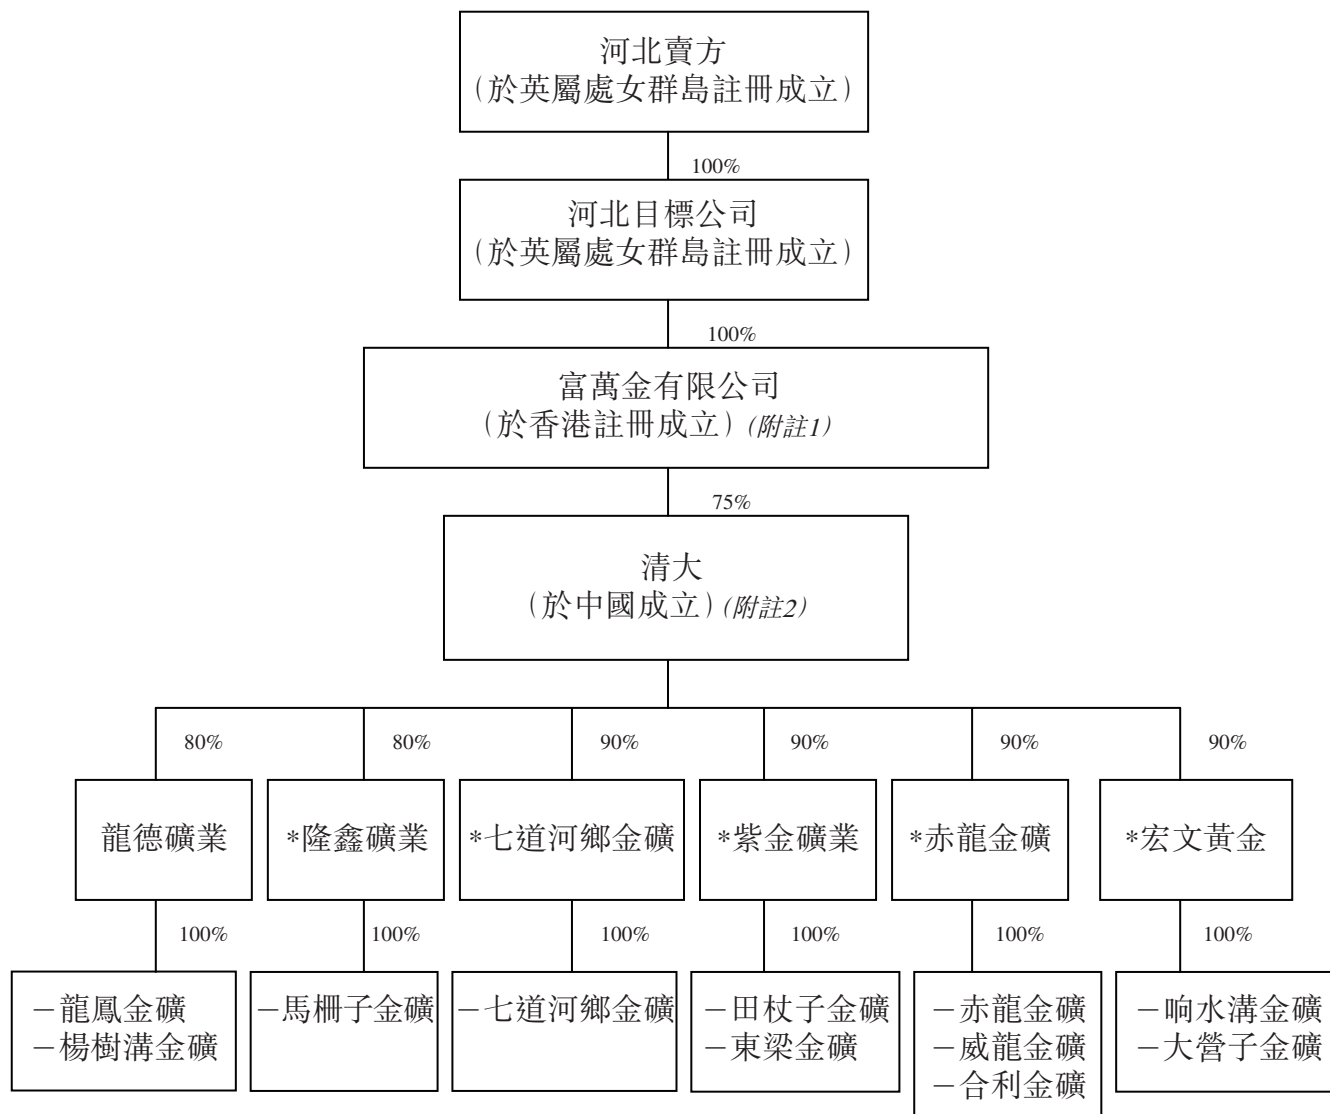 河北賣方
(於英屬處女群島註冊成立)
100%
河北目標公司
(於英屬處女群島註冊成立)
100%
富萬金有限公司
(於香港註冊成立)(附註1)
75%
清大
(於中國成立)(附註2)
80%
80%
90%
90%
90%
90%
龍德礦業
*隆鑫礦業
*七道河鄉金礦
*紫金礦業
*赤龍金礦
*宏文黃金
100%
100%
100%
100%
100%
100%
－龍鳳金礦
－楊樹溝金礦
－馬柵子金礦
－七道河鄉金礦
－田杖子金礦
－東梁金礦
－赤龍金礦
－威龍金礦
－合利金礦
－响水溝金礦
－大營子金礦